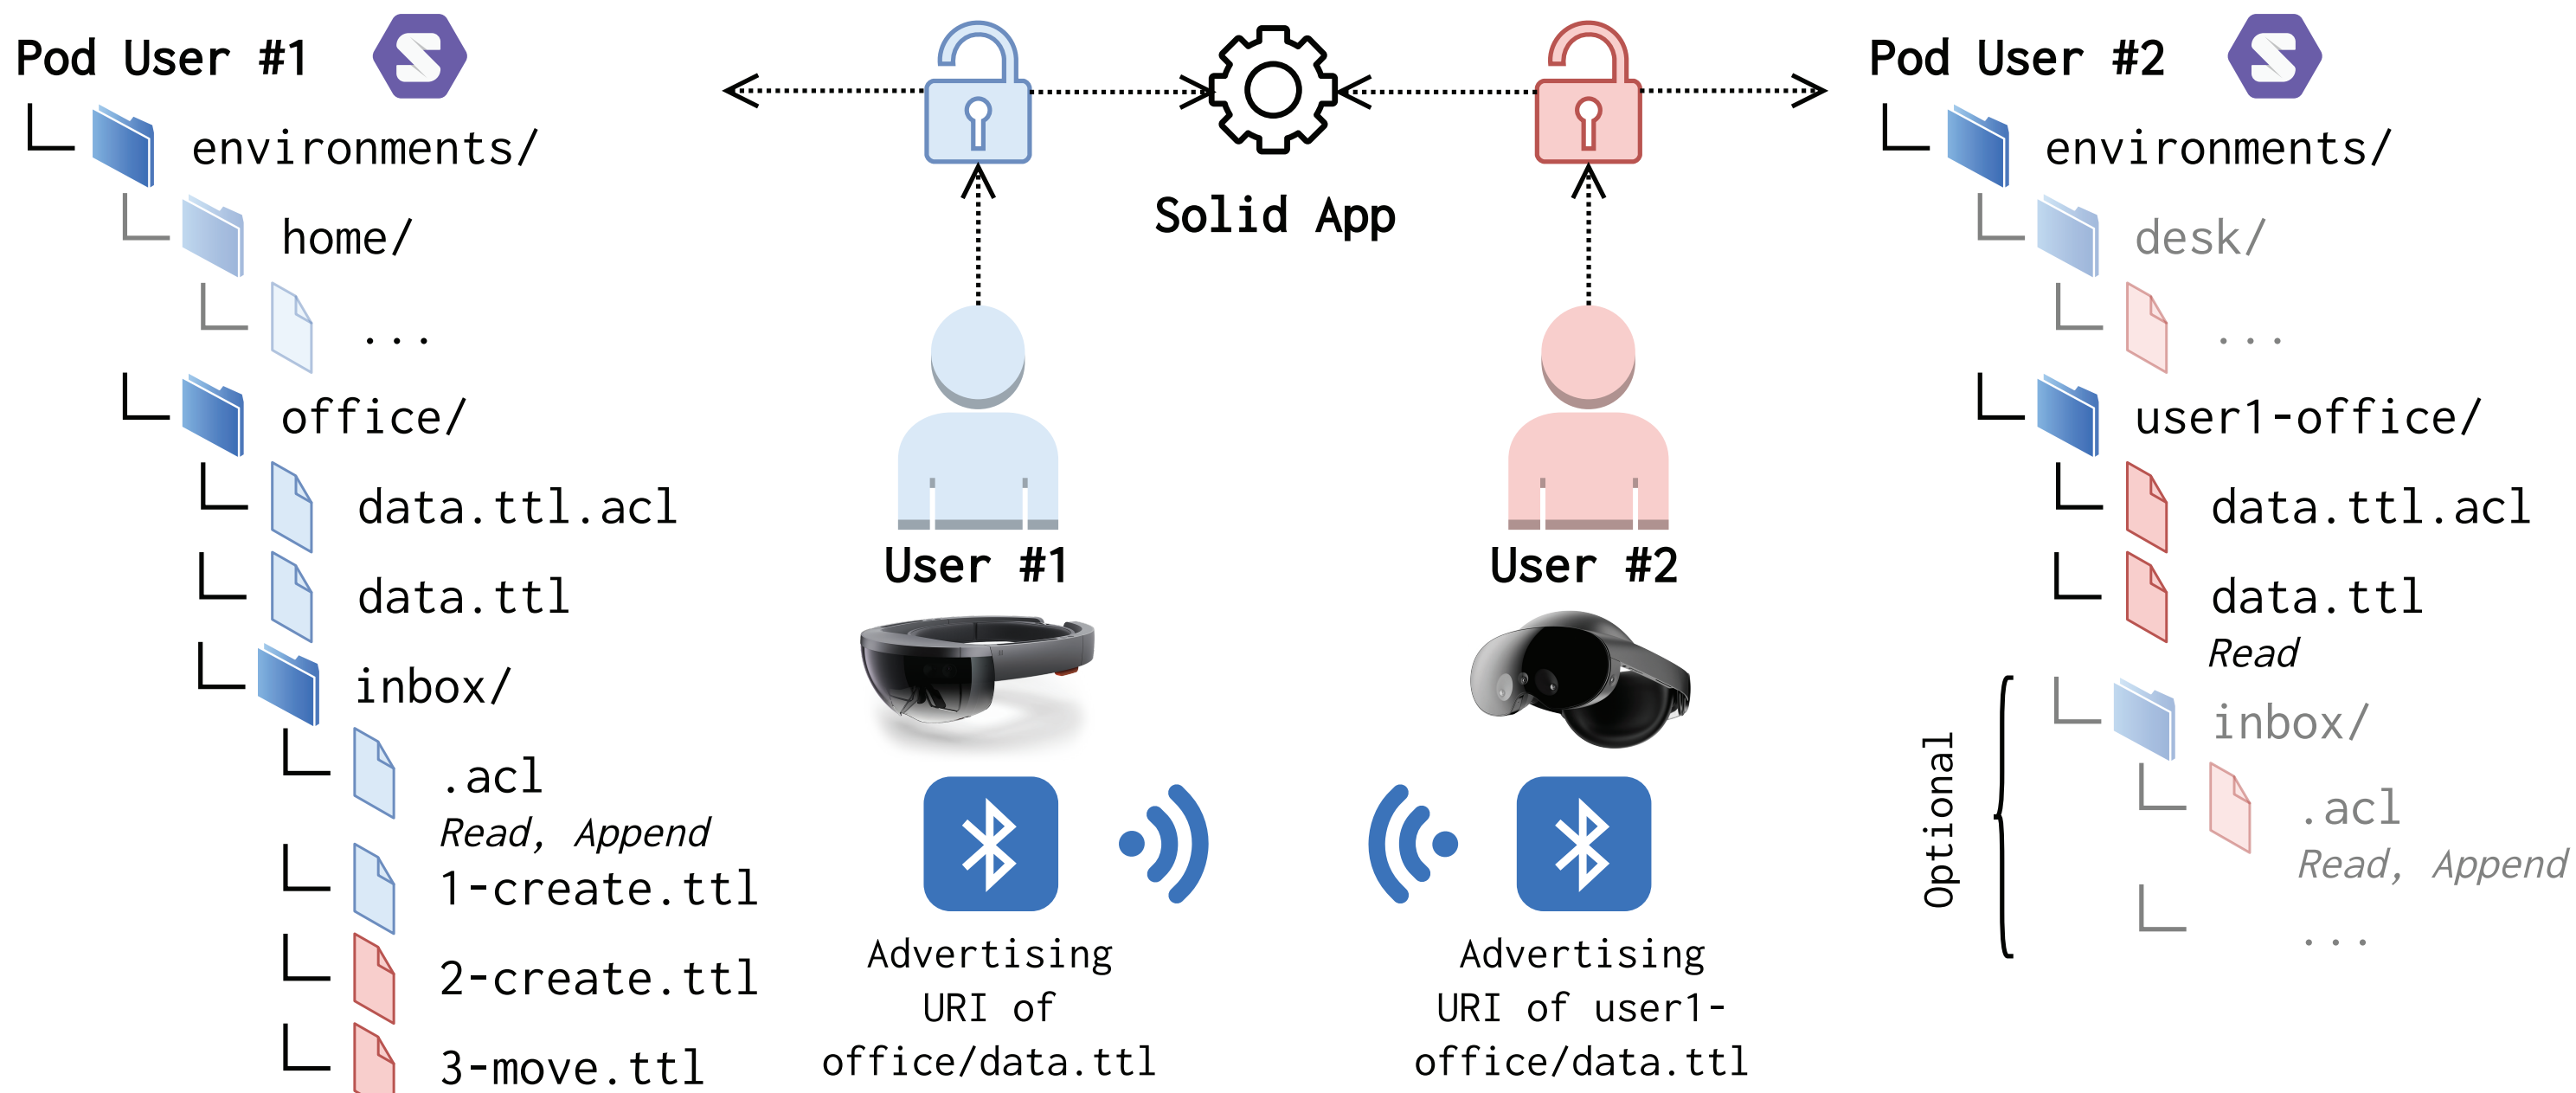 Pod User #1
environments/
home/
...
office/
data.ttl.acl
data.ttl
inbox/
.acl
Read, Append
1-create.ttl
2-create.ttl
3-move.ttl
Solid App
User #1
Advertising
URI of
office/data.ttl
User #2
Advertising
URI of user1-
office/data.ttl
Pod User #2
environments/
desk/
...
user1-office/
data.ttl.acl
data.ttl
Read
Optional
inbox/
.acl
Read, Append
...